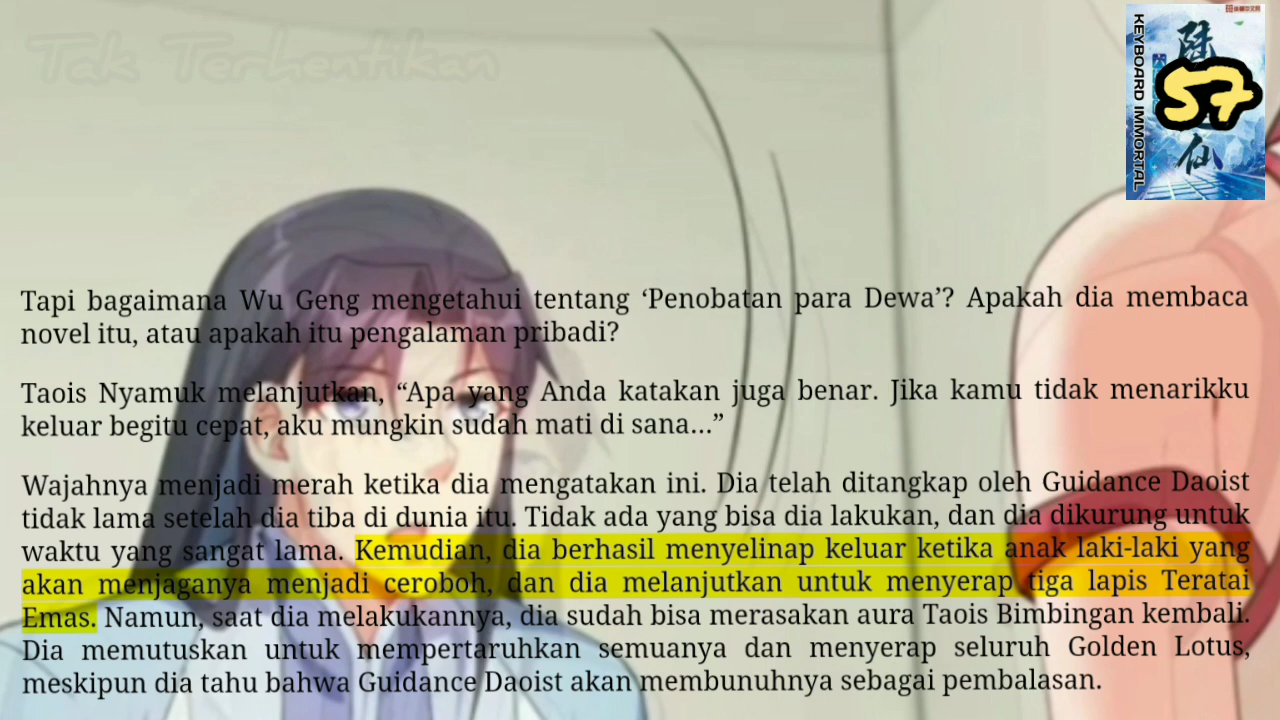 Tak Terhentikan
KEYBOARD IMMORTAL
57
仙
Tapi bagaimana Wu Geng mengetahui tentang ‘Penobatan para Dewa’? Apakah dia membaca
novel itu, atau apakah itu pengalaman pribadi?
Taois Nyamuk melanjutkan, “Apa yang Anda katakan juga benar. Jika kamu tidak menarikku
keluar begitu cepat, aku mungkin sudah mati di sana...”
Wajahnya menjadi merah ketika dia mengatakan ini. Dia telah ditangkap oleh Guidance Daoist
tidak lama setelah dia tiba di dunia itu. Tidak ada yang bisa dia lakukan, dan dia dikurung untuk
waktu yang sangat lama. Kemudian, dia berhasil menyelinap keluar ketika anak laki-laki yang
akan menjaganya menjadi ceroboh, dan dia melanjutkan untuk menyerap tiga lapis Teratai
Emas. Namun, saat dia melakukannya, dia sudah bisa merasakan aura Taois Bimbingan kembali.
Dia memutuskan untuk mempertaruhkan semuanya dan menyerap seluruh Golden Lotus,
meskipun dia tahu bahwa Guidance Daoist akan membunuhnya sebagai pembalasan.